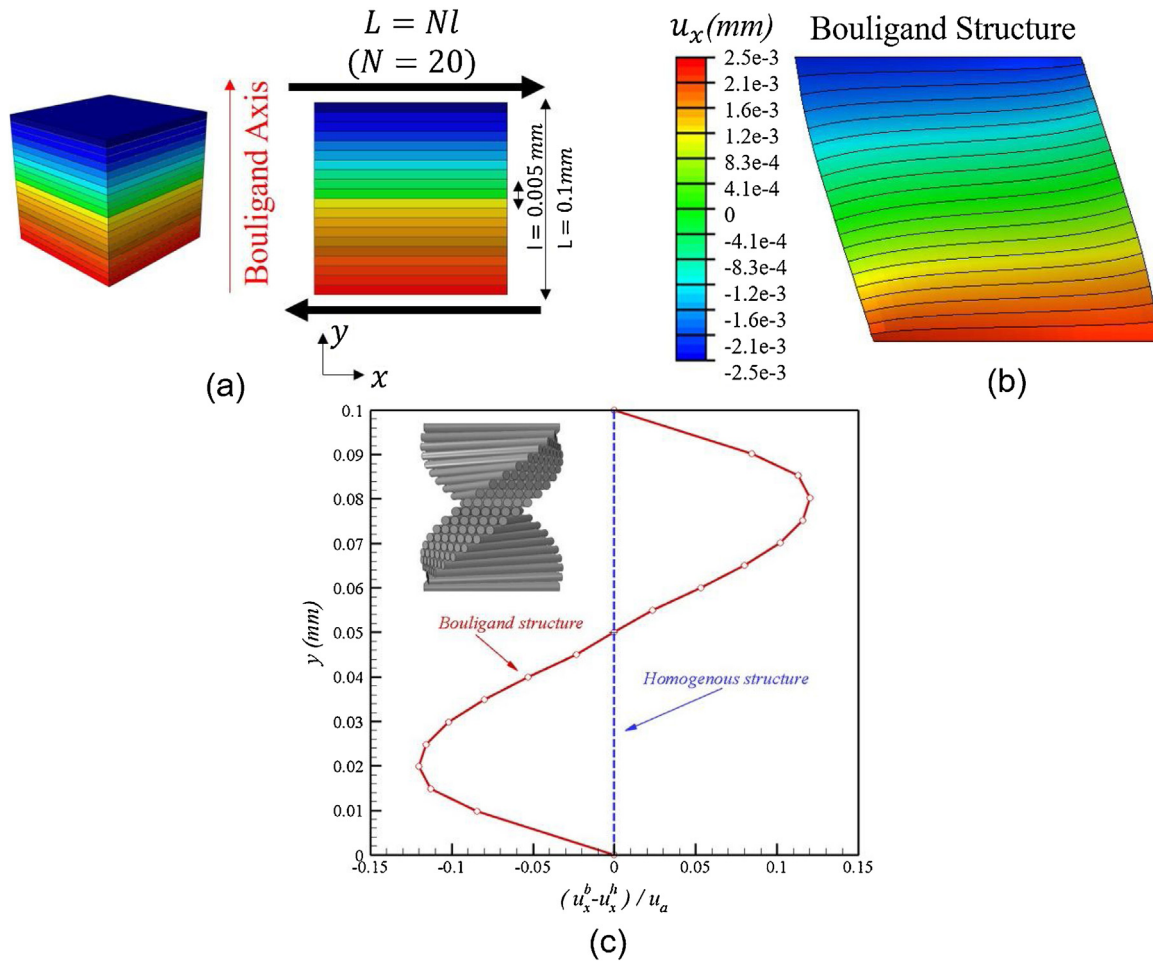 L = Nl
(N = 20)
Bouligand Axis
l = 0.005 mm
L = 0.1mm
y
x
(a)
u_x(mm)
2.5e-3
2.1e-3
1.6e-3
1.2e-3
8.3e-4
4.1e-4
0
-4.1e-4
-8.3e-4
-1.2e-3
-1.6e-3
-2.1e-3
-2.5e-3
Bouligand Structure
(b)
y (mm)
0.1
0.09
0.08
0.07
0.06
0.05
0.04
0.03
0.02
0.01
0
Bouligand structure
Homogenous structure
-0.15
-0.1
-0.05
0
0.05
0.1
0.15
(u_x^b-u_x^h) / u_a
(c)